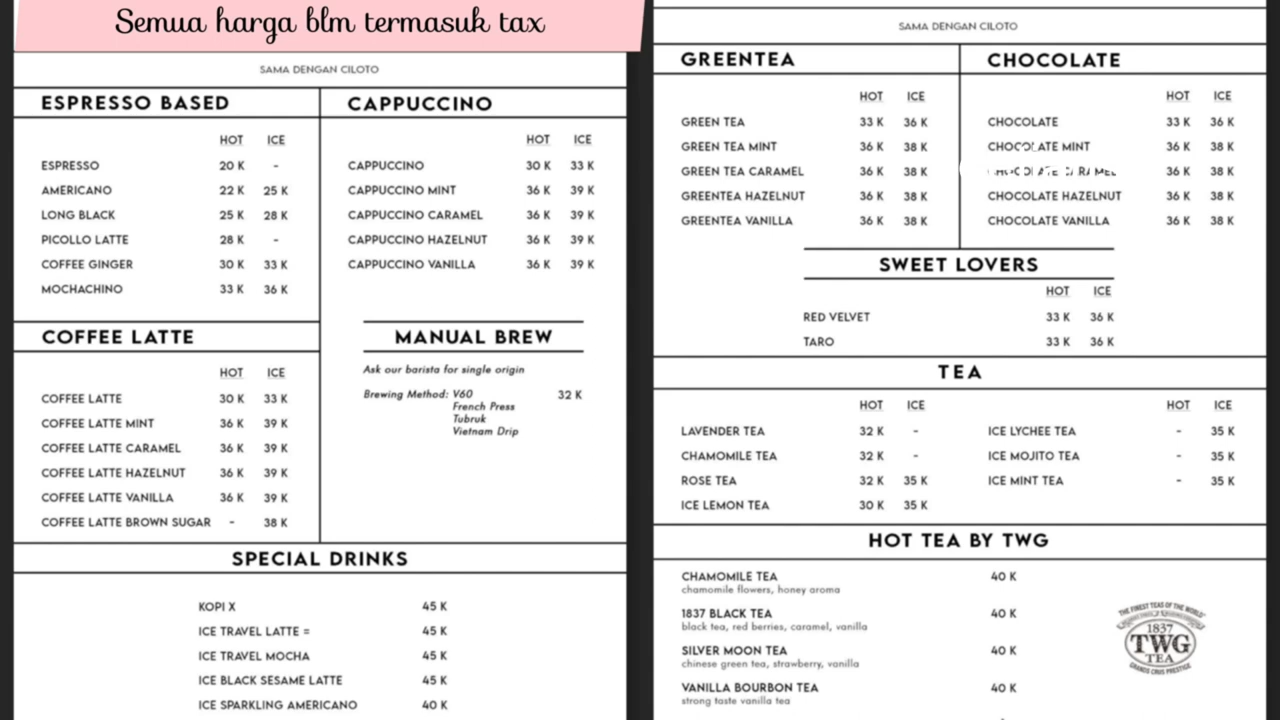 Semua harga blm termasuk tax
SAMA DENGAN CILOTO
ESPRESSO BASED
HOT ICE
ESPRESSO 20 K -
AMERICANO 22 K 25 K
LONG BLACK 25 K 28 K
PICOLLO LATTE 28 K -
COFFEE GINGER 30 K 33 K
MOCHACHINO 33 K 36 K
CAPPUCCINO
HOT ICE
CAPPUCCINO 30 K 33 K
CAPPUCCINO MINT 36 K 39 K
CAPPUCCINO CARAMEL 36 K 39 K
CAPPUCCINO HAZELNUT 36 K 39 K
CAPPUCCINO VANILLA 36 K 39 K
COFFEE LATTE
HOT ICE
COFFEE LATTE 30 K 33 K
COFFEE LATTE MINT 36 K 39 K
COFFEE LATTE CARAMEL 36 K 39 K
COFFEE LATTE HAZELNUT 36 K 39 K
COFFEE LATTE VANILLA 36 K 39 K
COFFEE LATTE BROWN SUGAR - 38 K
MANUAL BREW
Ask our barista for single origin
Brewing Method: V60 32 K
French Press
Tubruk
Vietnam Drip
SPECIAL DRINKS
KOPI X 45 K
ICE TRAVEL LATTE = 45 K
ICE TRAVEL MOCHA 45 K
ICE BLACK SESAME LATTE 45 K
ICE SPARKLING AMERICANO 40 K
SAMA DENGAN CILOTO
GREENTEA
HOT ICE
GREEN TEA 33 K 36 K
GREEN TEA MINT 36 K 38 K
GREEN TEA CARAMEL 36 K 38 K
GREENTEA HAZELNUT 36 K 38 K
GREENTEA VANILLA 36 K 38 K
CHOCOLATE
HOT ICE
CHOCOLATE 33 K 36 K
CHOCOLATE MINT 36 K 38 K
CHOCOLATE CARAMEL 36 K 38 K
CHOCOLATE HAZELNUT 36 K 38 K
CHOCOLATE VANILLA 36 K 38 K
SWEET LOVERS
HOT ICE
RED VELVET 33 K 36 K
TARO 33 K 36 K
TEA
HOT ICE
LAVENDER TEA 32 K -
CHAMOMILE TEA 32 K -
ROSE TEA 32 K 35 K
ICE LEMON TEA 30 K 35 K
HOT ICE
ICE LYCHEE TEA - 35 K
ICE MOJITO TEA - 35 K
ICE MINT TEA - 35 K
HOT TEA BY TWG
CHAMOMILE TEA 40 K
chamomile flowers, honey aroma
1837 BLACK TEA 40 K
black tea, red berries, caramel, vanilla
SILVER MOON TEA 40 K
chinese green tea, strawberry, vanilla
VANILLA BOURBON TEA 40 K
strong taste vanilla tea
"THE FINEST TEAS OF THE WORLD"
1837
TWG
TEA
GRANDS CRUS PRESTIGE